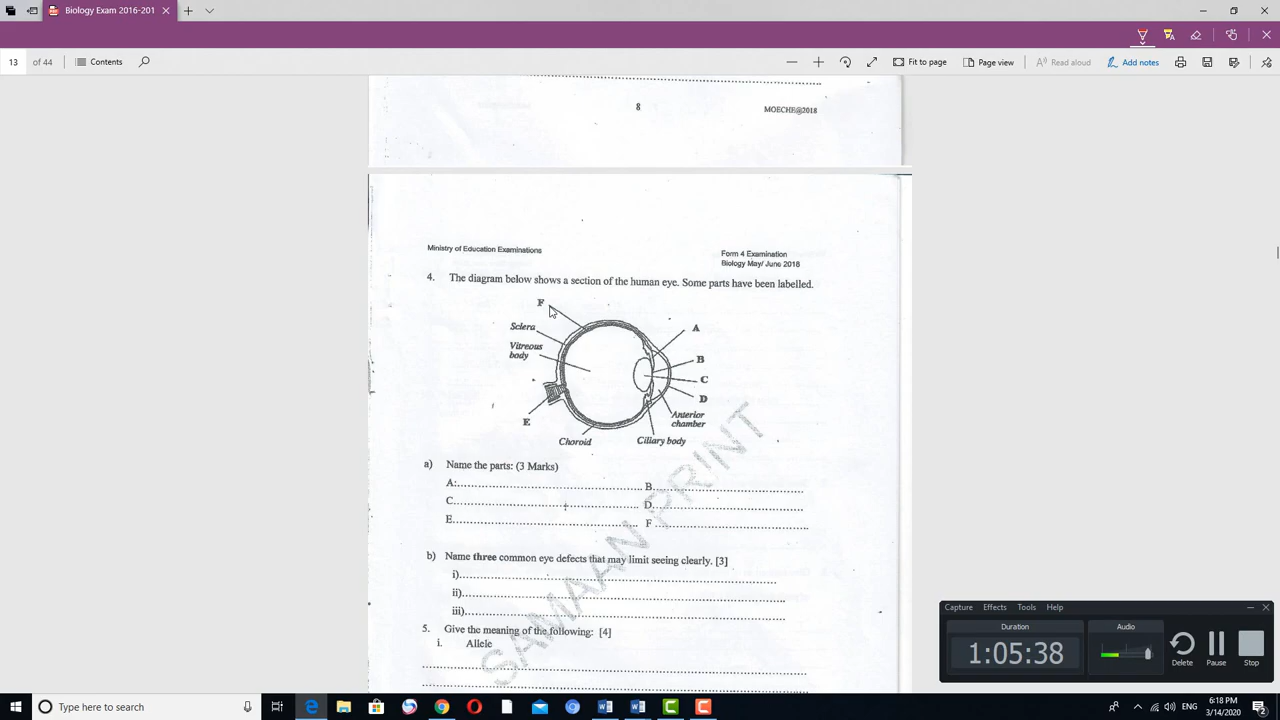 Biology Exam 2016-201
13 of 44 Contents Fit to page Page view Read aloud Add notes
8 MOECHE@2018
Ministry of Education Examinations
Form 4 Examination
Biology May/ June 2018
4. The diagram below shows a section of the human eye. Some parts have been labelled.
F
Sclera
A
Vitreous
body
B
C
D
Anterior
chamber
E
Choroid
Ciliary body
a) Name the parts: (3 Marks)
A:.................................................... B..........................................
C.................................................... D..........................................
E.................................................... F..........................................
b) Name three common eye defects that may limit seeing clearly. [3]
i)................................................................................
ii)................................................................................
iii)................................................................................
5. Give the meaning of the following: [4]
i. Allele
SAMAAN PRINT
Capture Effects Tools Help
Duration Audio
1:05:38
Delete Pause Stop
Type here to search
ENG 6:18 PM
3/14/2020
2